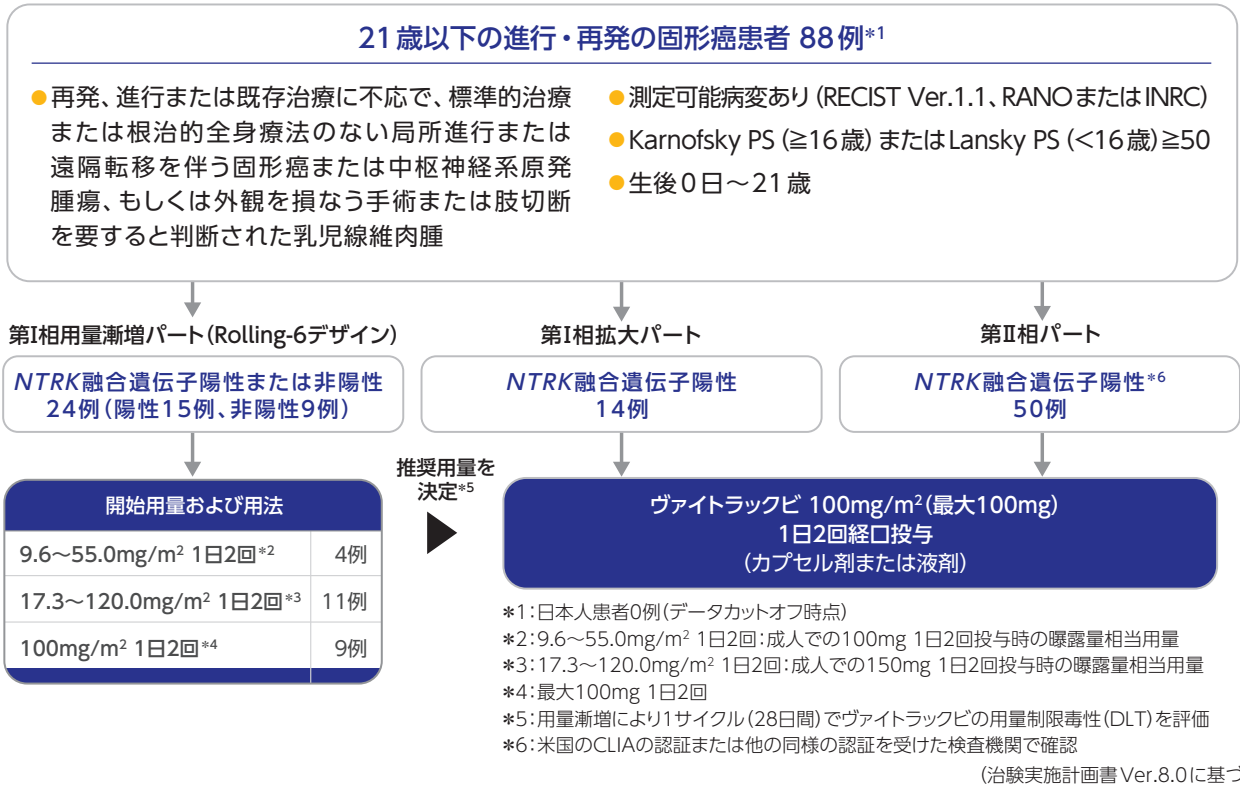 21歳以下の進行・再発の固形癌患者 88例*1
●再発、進行または既存治療に不応で、標準的治療
または根治的全身療法のない局所進行または
遠隔転移を伴う固形癌または中枢神経系原発
腫瘍、もしくは外観を損なう手術または肢切断
を要すると判断された乳児線維肉腫
●測定可能病変あり(RECIST Ver.1.1、RANOまたはINRC)
●Karnofsky PS(≧16歳)またはLansky PS(<16歳)≧50
●生後0日~21歳
第I相用量漸増パート(Rolling-6デザイン)
NTRK融合遺伝子陽性または非陽性
24例(陽性15例、非陽性9例)
開始用量および用法
9.6~55.0mg/m² 1日2回*2 4例
17.3~120.0mg/m² 1日2回*3 11例
100mg/m² 1日2回*4 9例
推奨用量を
決定*5
第I相拡大パート
NTRK融合遺伝子陽性
14例
第II相パート
NTRK融合遺伝子陽性*6
50例
ヴァイトラックビ 100mg/m²(最大100mg)
1日2回経口投与
(カプセル剤または液剤)
*1:日本人患者0例(データカットオフ時点)
*2:9.6~55.0mg/m² 1日2回:成人での100mg 1日2回投与時の曝露量相当用量
*3:17.3~120.0mg/m² 1日2回:成人での150mg 1日2回投与時の曝露量相当用量
*4:最大100mg 1日2回
*5:用量漸増により1サイクル(28日間)でヴァイトラックビの用量制限毒性(DLT)を評価
*6:米国のCLIAの認証または他の同様の認証を受けた検査機関で確認
(治験実施計画書Ver.8.0に基づ